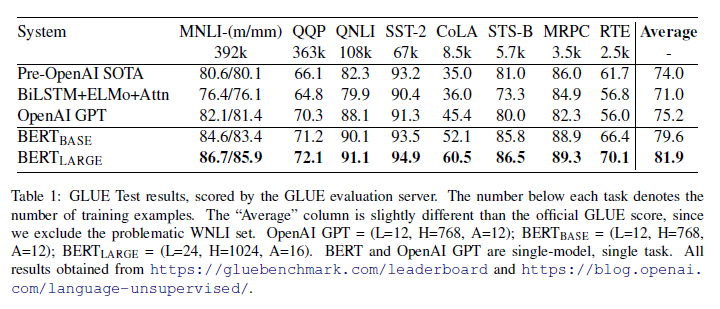 System MNLI-(m/mm) QQP QNLI SST-2 CoLA STS-B MRPC RTE Average
392k 363k 108k 67k 8.5k 5.7k 3.5k 2.5k -
Pre-OpenAI SOTA 80.6/80.1 66.1 82.3 93.2 35.0 81.0 86.0 61.7 74.0
BiLSTM+ELMo+Attn 76.4/76.1 64.8 79.9 90.4 36.0 73.3 84.9 56.8 71.0
OpenAI GPT 82.1/81.4 70.3 88.1 91.3 45.4 80.0 82.3 56.0 75.2
BERTBASE 84.6/83.4 71.2 90.1 93.5 52.1 85.8 88.9 66.4 79.6
BERTLARGE 86.7/85.9 72.1 91.1 94.9 60.5 86.5 89.3 70.1 81.9
Table 1: GLUE Test results, scored by the GLUE evaluation server. The number below each task denotes the
number of training examples. The “Average” column is slightly different than the official GLUE score, since
we exclude the problematic WNLI set. OpenAI GPT = (L=12, H=768, A=12); BERTBASE = (L=12, H=768,
A=12); BERTLARGE = (L=24, H=1024, A=16). BERT and OpenAI GPT are single-model, single task. All
results obtained from https://gluebenchmark.com/leaderboard and https://blog.openai.
com/language-unsupervised/.